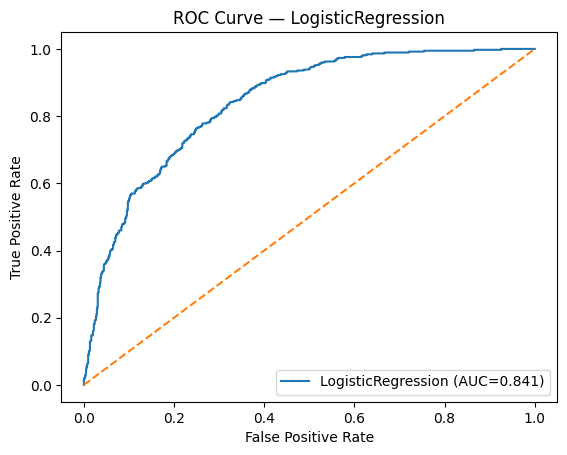 ROC Curve — LogisticRegression
True Positive Rate
1.0
0.8
0.6
0.4
0.2
0.0
0.0 0.2 0.4 0.6 0.8 1.0
False Positive Rate
LogisticRegression (AUC=0.841)